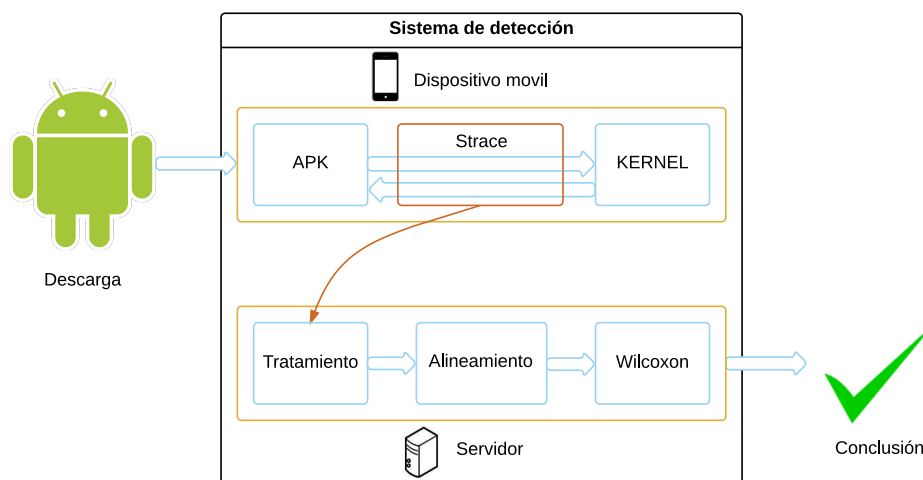 Sistema de detección
Dispositivo movil
Strace
APK
KERNEL
Descarga
Tratamiento
Alineamiento
Wilcoxon
Servidor
Conclusión